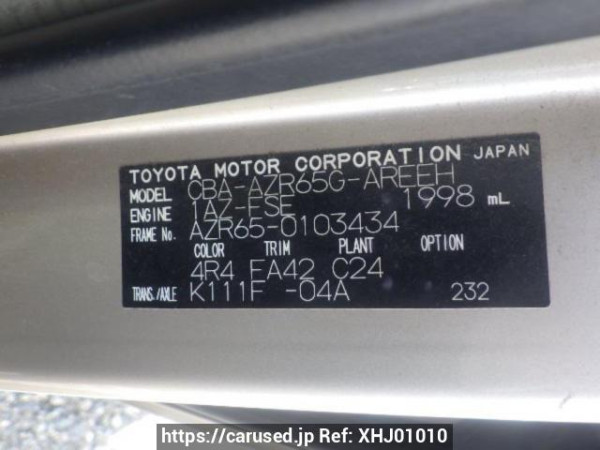 TOYOTA MOTOR CORPORATION JAPAN
MODEL CBA-AZR65G-AREEH
ENGINE 1AZ-FSE 1998 mL
FRAME No. AZR65-0103434
COLOR TRIM PLANT OPTION
4R4 FA42 C24
TRANS./AXLE K111F -04A 232
https://carused.jp Ref: XHJ01010